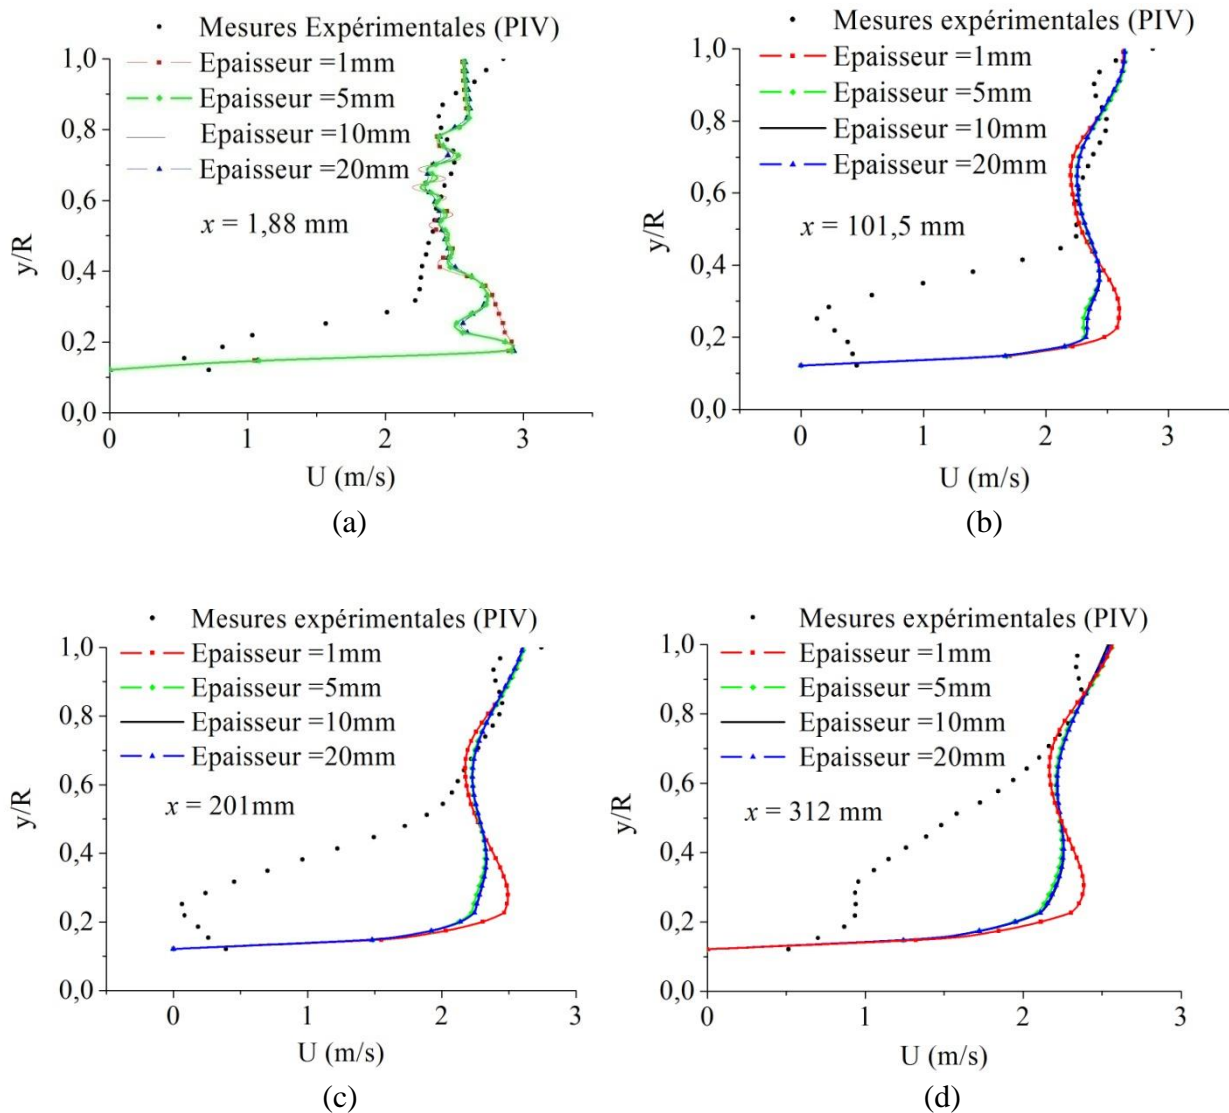 Mesures Expérimentales (PIV)
Epaisseur =1mm
Epaisseur =5mm
Epaisseur =10mm
Epaisseur =20mm
x = 1,88 mm
1,0
0,8
0,6
0,4
0,2
0,0
y/R
0 1 2 3
U (m/s)
(a)
Mesures expérimentales (PIV)
Epaisseur =1mm
Epaisseur =5mm
Epaisseur =10mm
Epaisseur =20mm
x = 101,5 mm
1,0
0,8
0,6
0,4
0,2
0,0
y/R
0 1 2 3
U (m/s)
(b)
Mesures expérimentales (PIV)
Epaisseur =1mm
Epaisseur =5mm
Epaisseur =10mm
Epaisseur =20mm
x = 201mm
1,0
0,8
0,6
0,4
0,2
0,0
y/R
0 1 2 3
U (m/s)
(c)
Mesures expérimentales (PIV)
Epaisseur =1mm
Epaisseur =5mm
Epaisseur =10mm
Epaisseur =20mm
x = 312 mm
1,0
0,8
0,6
0,4
0,2
0,0
y/R
0 1 2 3
U (m/s)
(d)